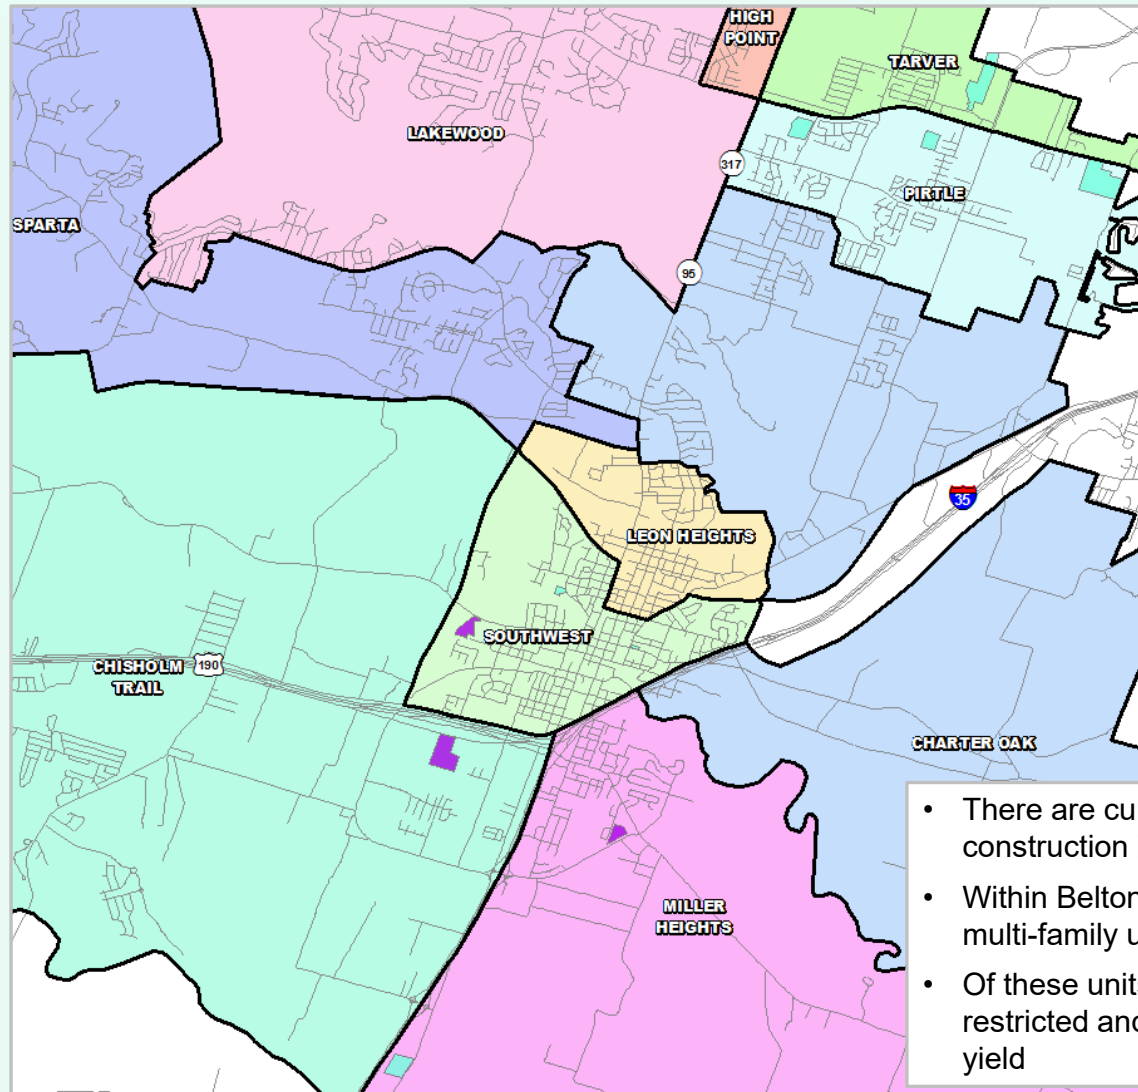 HIGH
POINT
TARVER
LAKEWOOD
317
PIRTLE
SPARTA
95
35
LEON HEIGHTS
SOUTHWEST
CHISHOLM
TRAIL
190
CHARTER OAK
MILLER
HEIGHTS
• There are cu
construction
• Within Belton
multi-family u
• Of these units
restricted and
yield